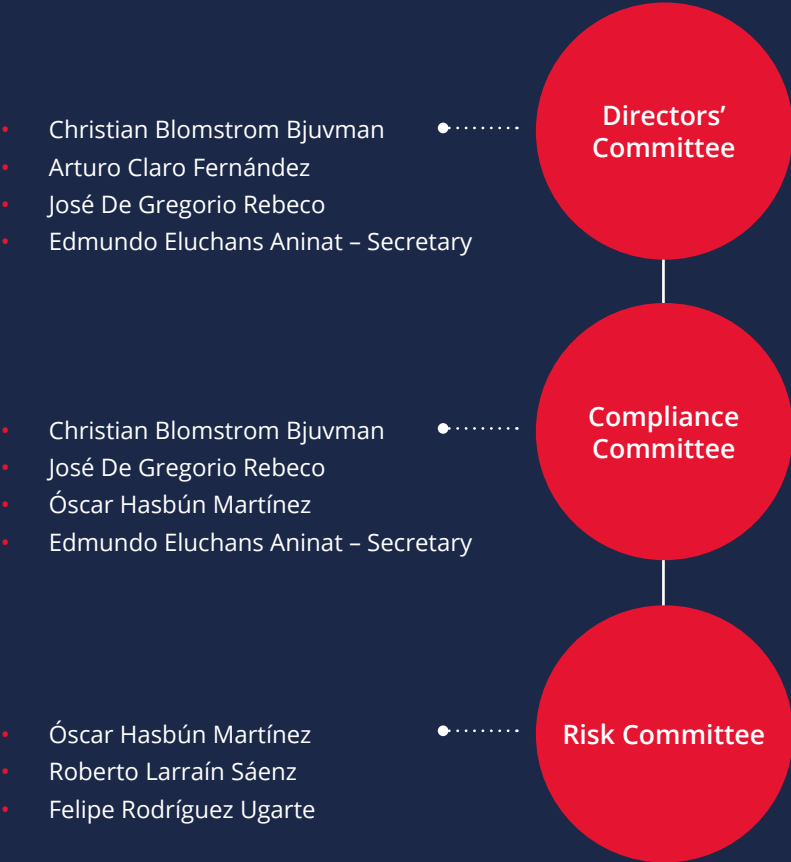 Directors'
Committee
• Christian Blomstrom Bjuvman
• Arturo Claro Fernández
• José De Gregorio Rebeco
• Edmundo Eluchans Aninat – Secretary
Compliance
Committee
• Christian Blomstrom Bjuvman
• José De Gregorio Rebeco
• Óscar Hasbún Martínez
• Edmundo Eluchans Aninat – Secretary
Risk Committee
• Óscar Hasbún Martínez
• Roberto Larraín Sáenz
• Felipe Rodríguez Ugarte